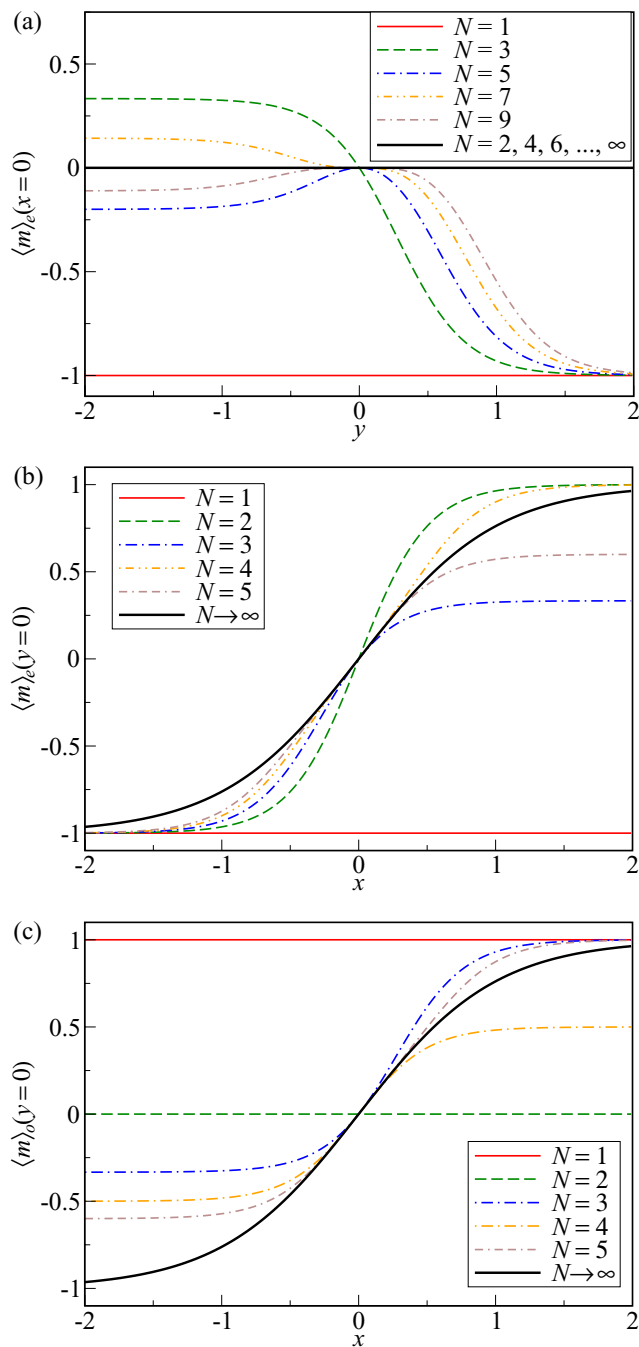 (a)
0.5
0
-0.5
-1
⟨m⟩ₑ(x=0)
N = 1
N = 3
N = 5
N = 7
N = 9
N = 2, 4, 6, ..., ∞
-2 -1 0 1 2
y
(b)
1
0.5
0
-0.5
-1
⟨m⟩ₑ(y=0)
N = 1
N = 2
N = 3
N = 4
N = 5
N→∞
-2 -1 0 1 2
x
(c)
1
0.5
0
-0.5
-1
⟨m⟩ₒ(y=0)
N = 1
N = 2
N = 3
N = 4
N = 5
N→∞
-2 -1 0 1 2
x